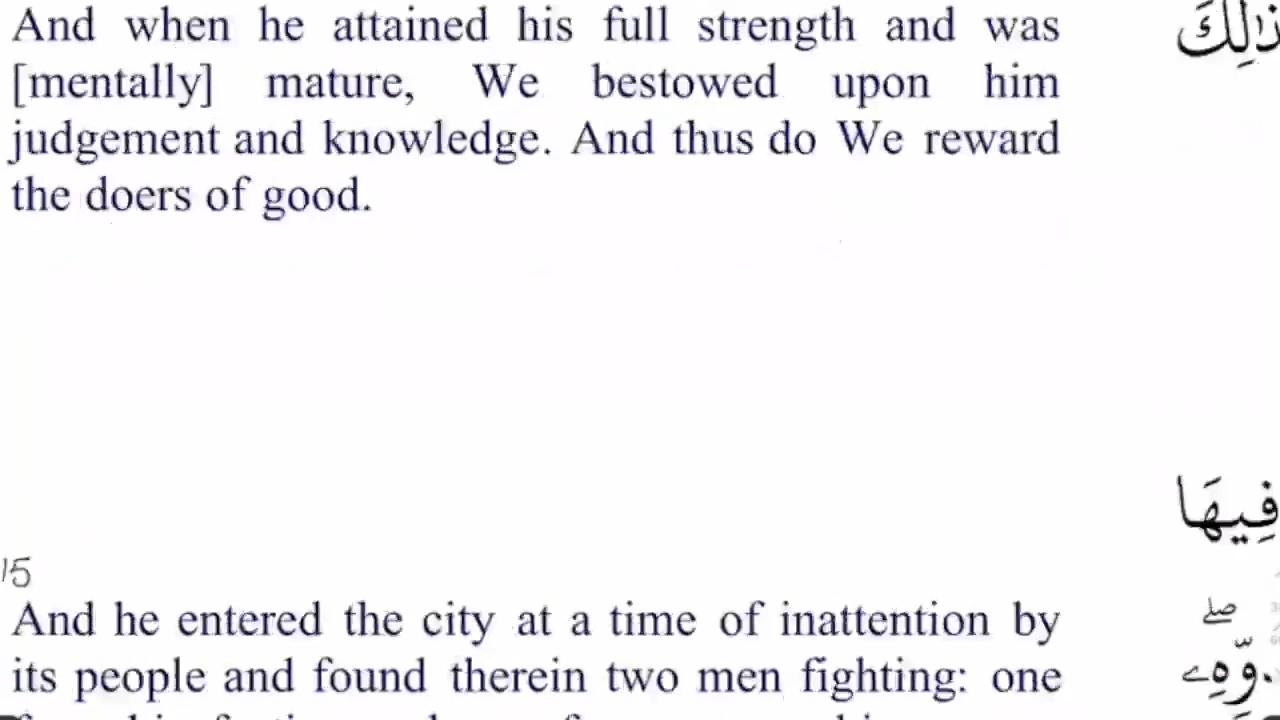 And when he attained his full strength and was
[mentally] mature, We bestowed upon him
judgement and knowledge. And thus do We reward
the doers of good.
ذَٰلِكَ
فِيهَا
15
And he entered the city at a time of inattention by
its people and found therein two men fighting: one